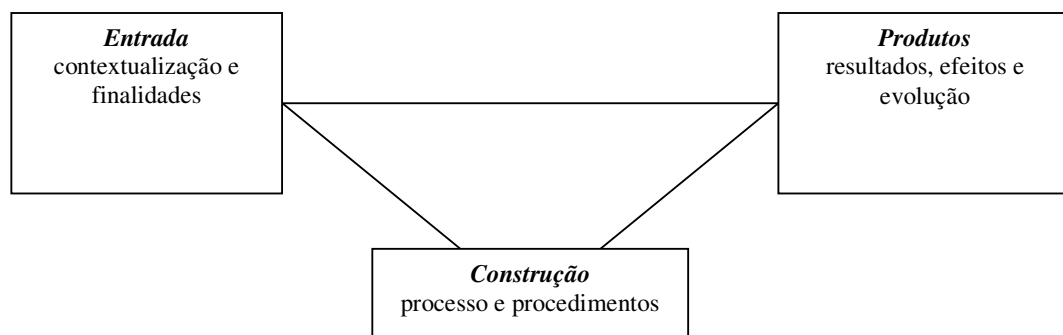 Entrada
contextualização e
finalidades
Produtos
resultados, efeitos e
evolução
Construção
processo e procedimentos